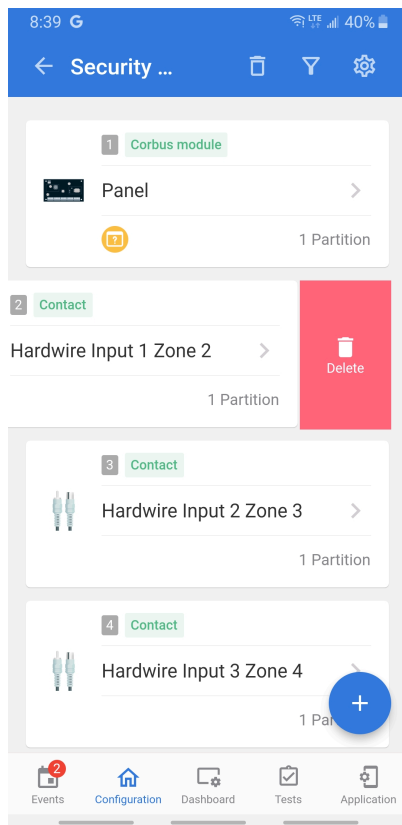 8:39 G LTE 40%
Security ...
1 Corbus module
Panel
?
1 Partition
2 Contact
Hardwire Input 1 Zone 2
Delete
1 Partition
3 Contact
Hardwire Input 2 Zone 3
1 Partition
4 Contact
Hardwire Input 3 Zone 4
1 Par
+
2
Events Configuration Dashboard Tests Application